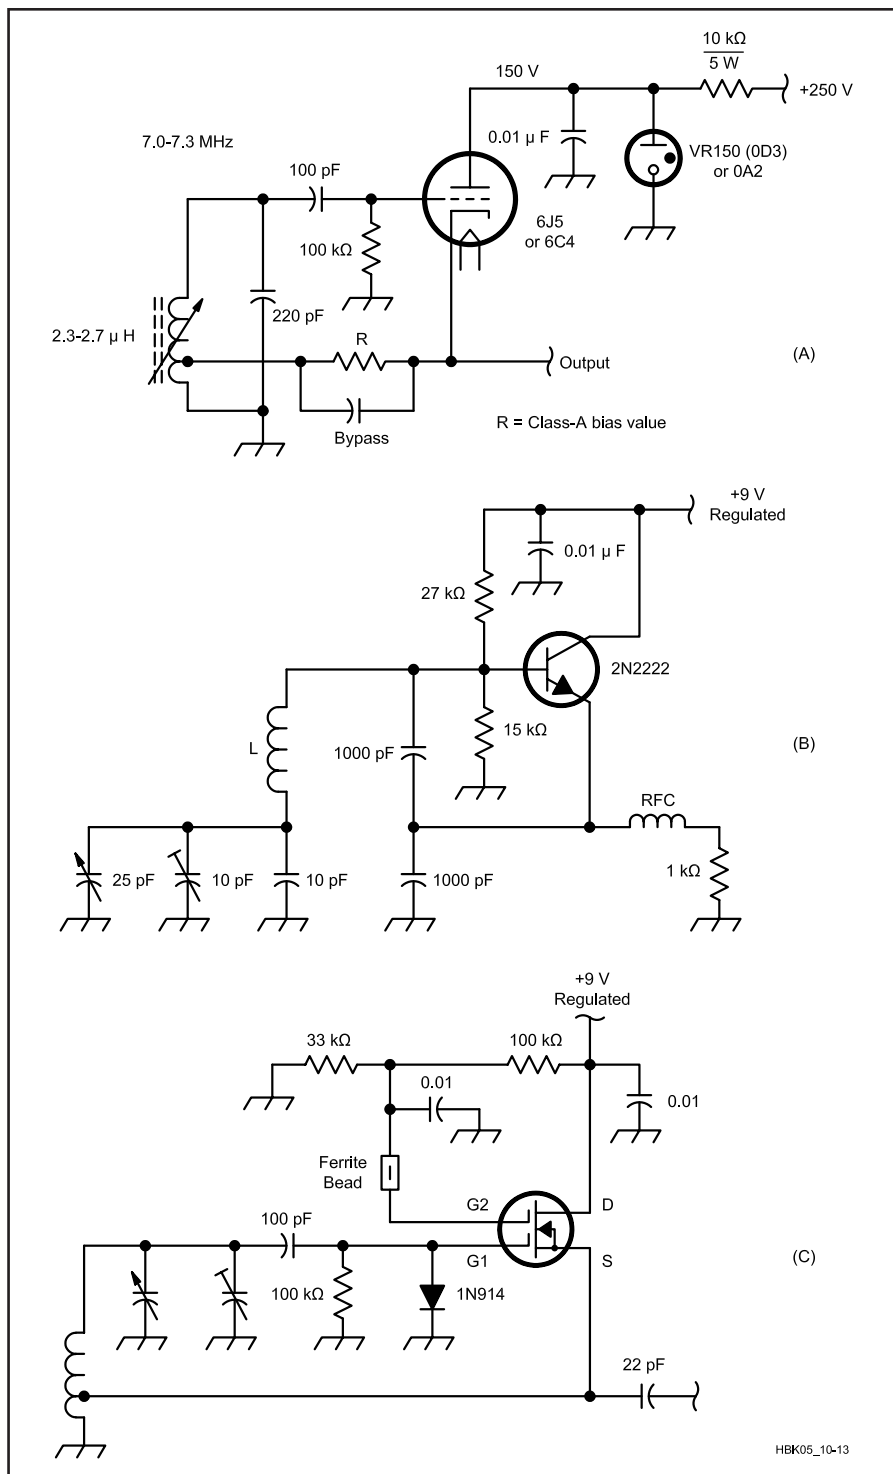 10 kΩ
5 W
150 V
+250 V
0.01 µ F
7.0-7.3 MHz
VR150 (0D3)
or 0A2
100 pF
6J5
or 6C4
100 kΩ
220 pF
2.3-2.7 µ H
R
(A)
Output
R = Class-A bias value
Bypass
+9 V
Regulated
0.01 µ F
27 kΩ
2N2222
15 kΩ
L
1000 pF
(B)
RFC
25 pF
10 pF
10 pF
1000 pF
1 kΩ
+9 V
Regulated
33 kΩ
100 kΩ
0.01
0.01
Ferrite
Bead
G2
D
100 pF
G1
S
(C)
100 kΩ
1N914
22 pF
HBK05_10-13